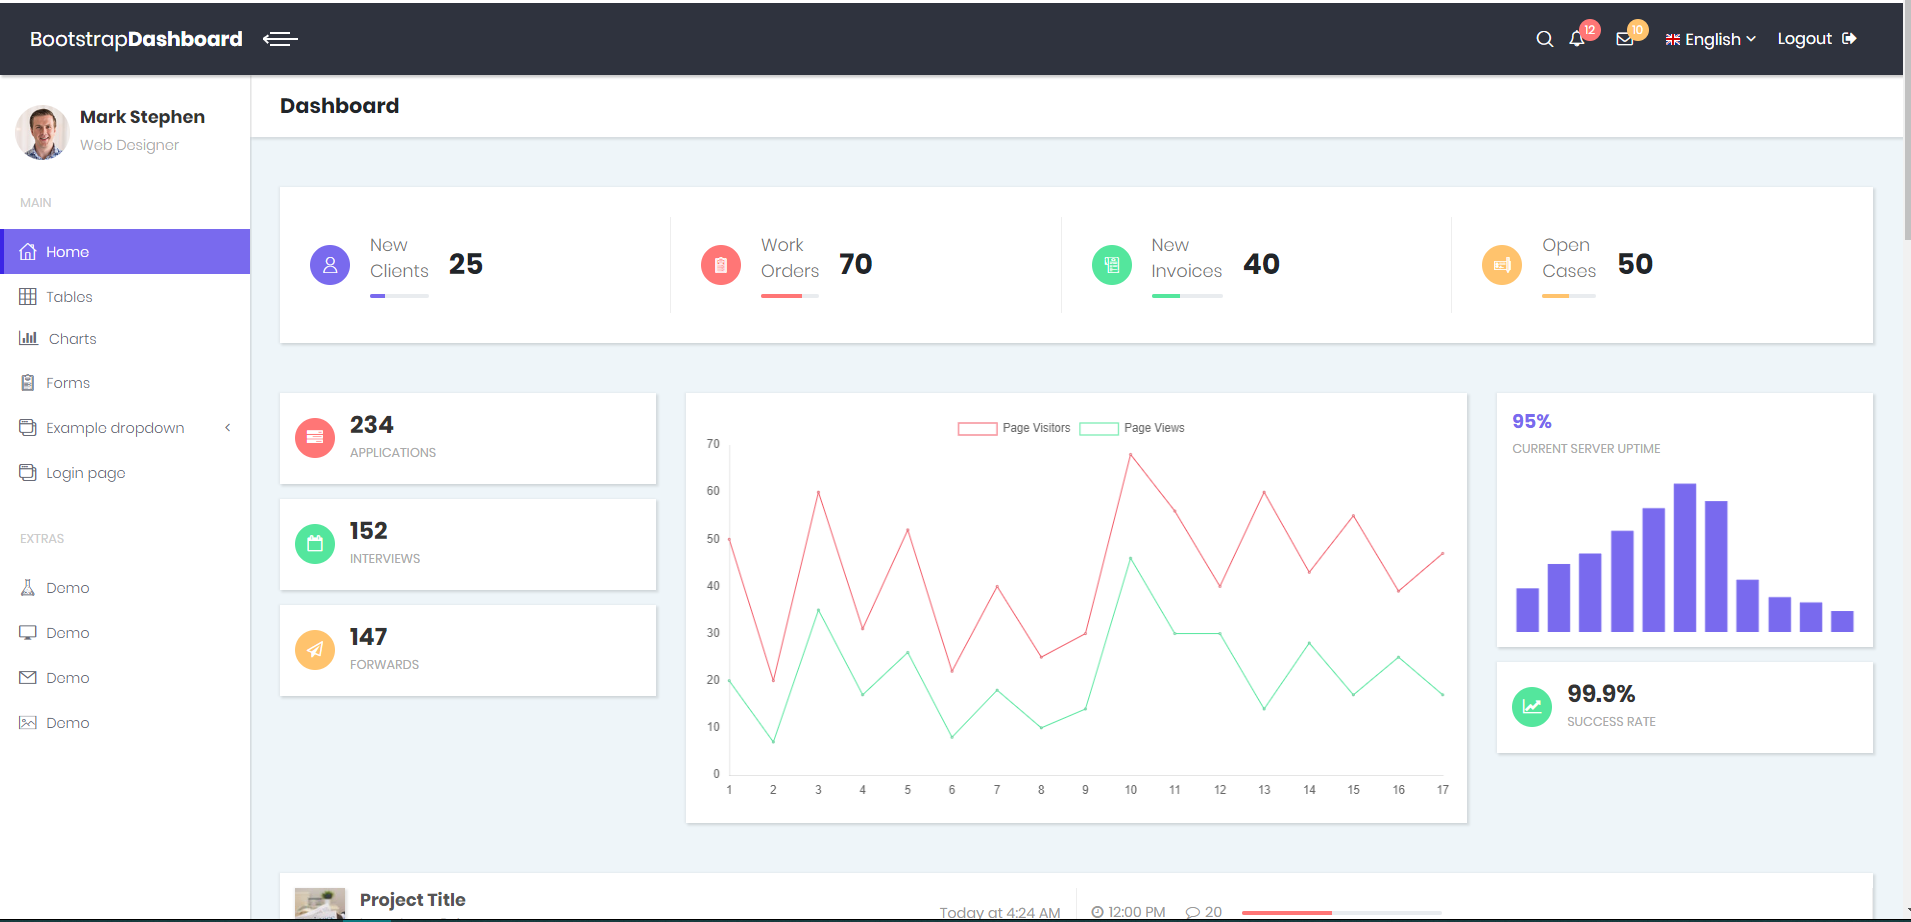 BootstrapDashboard
12
10
English
Logout
Mark Stephen
Web Designer
MAIN
Home
Tables
Charts
Forms
Example dropdown
Login page
EXTRAS
Demo
Demo
Demo
Demo
Dashboard
New
Clients
25
Work
Orders
70
New
Invoices
40
Open
Cases
50
234
APPLICATIONS
152
INTERVIEWS
147
FORWARDS
Page Visitors
Page Views
70
60
50
40
30
20
10
0
1 2 3 4 5 6 7 8 9 10 11 12 13 14 15 16 17
95%
CURRENT SERVER UPTIME
99.9%
SUCCESS RATE
Project Title
Today at 4:24 AM
12:00 PM
20